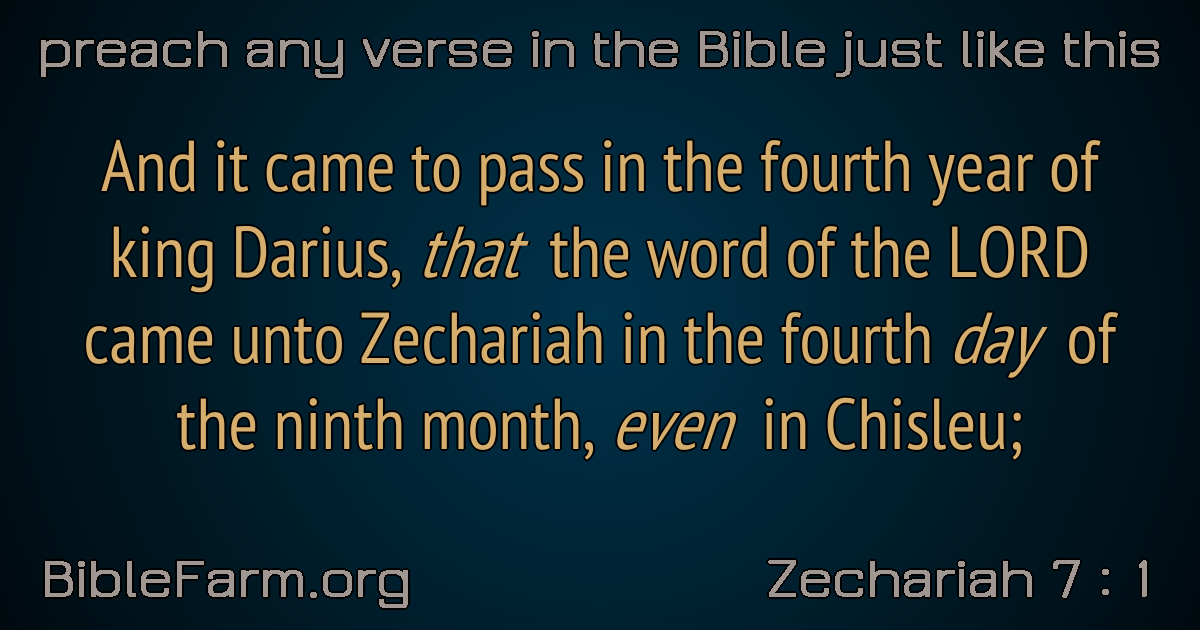 preach any verse in the Bible just like this
And it came to pass in the fourth year of
king Darius, that the word of the LORD
came unto Zechariah in the fourth day of
the ninth month, even in Chisleu;
BibleFarm.org
Zechariah 7 : 1